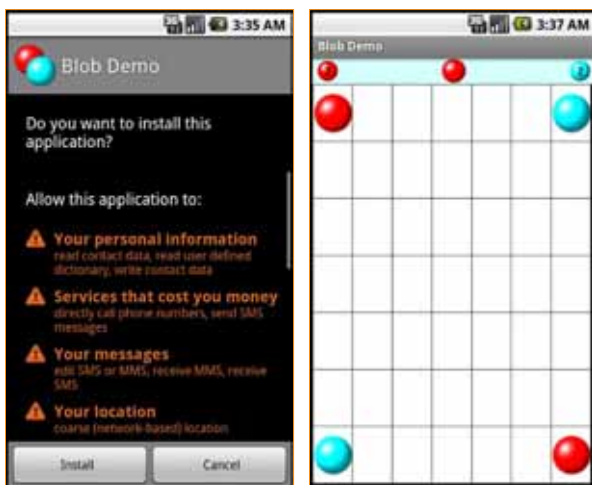 3:35 AM
Blob Demo
Do you want to install this
application?
Allow this application to:
Your personal information
read contact data, read user defined
dictionary, write contact data
Services that cost you money
directly call phone numbers, send SMS
messages
Your messages
edit SMS or MMS, receive MMS, receive
SMS
Your location
coarse (network-based) location
Install
Cancel
3:37 AM
Blob Demo
2